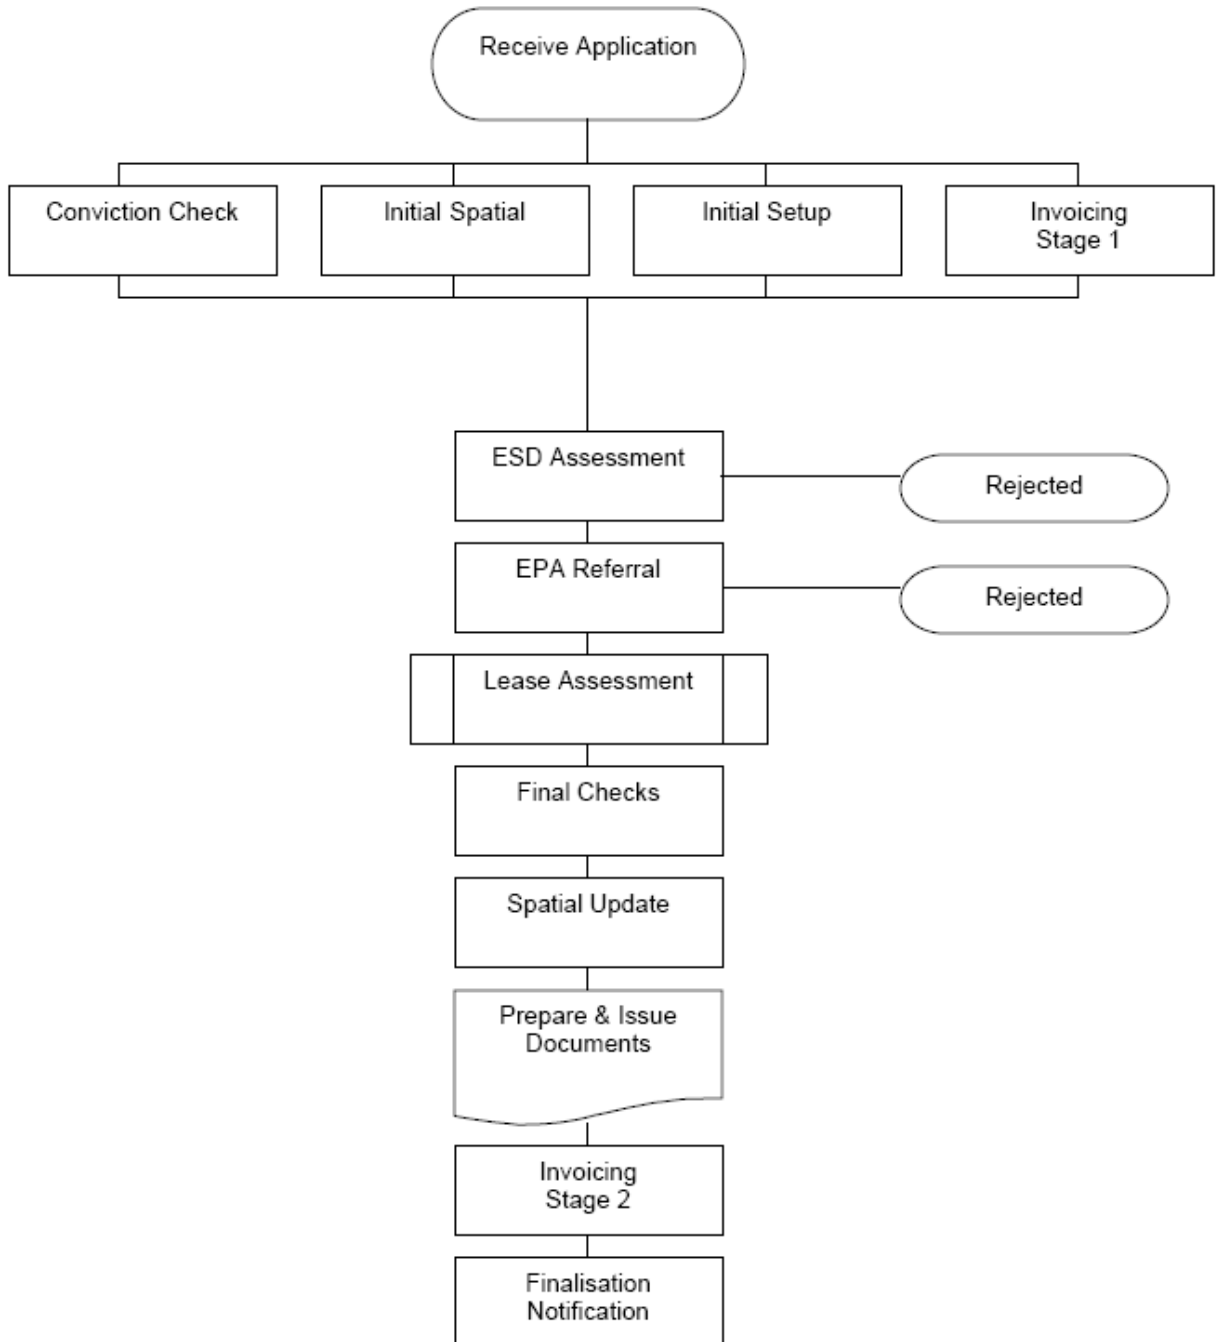 Receive Application
Conviction Check
Initial Spatial
Initial Setup
Invoicing
Stage 1
ESD Assessment
Rejected
EPA Referral
Rejected
Lease Assessment
Final Checks
Spatial Update
Prepare & Issue
Documents
Invoicing
Stage 2
Finalisation
Notification